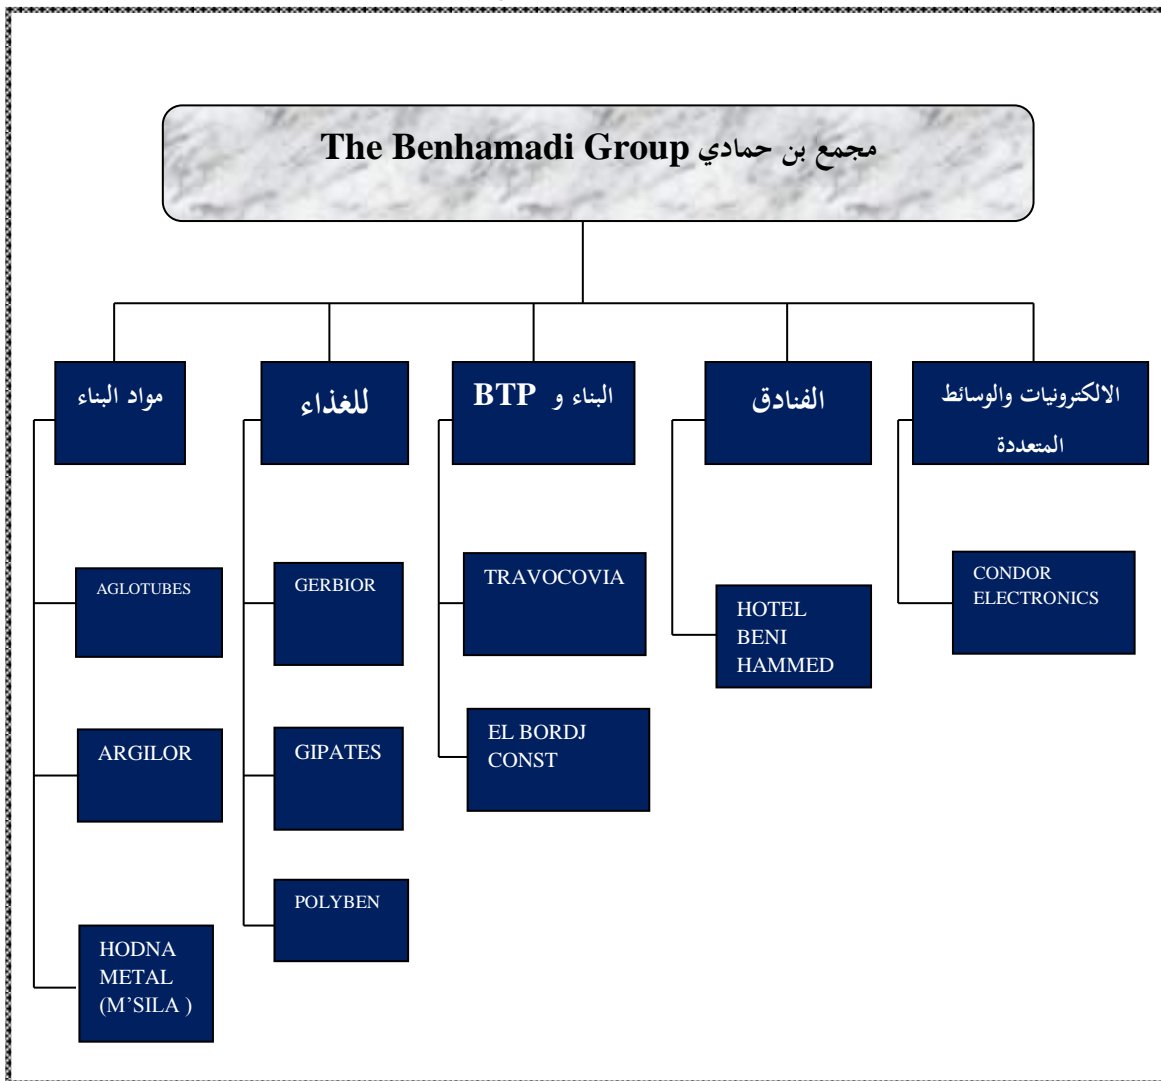 The Benhamadi Group مجمع بن حمادي
مواد البناء
للغذاء
البناء و BTP
الفنادق
الالكترونيات والوسائط
المتعددة
AGLOTUBES
GERBIOR
TRAVOCOVIA
HOTEL
BENI
HAMMED
CONDOR
ELECTRONICS
ARGILOR
GIPATES
EL BORDJ
CONST
POLYBEN
HODNA
METAL
(M’SILA )